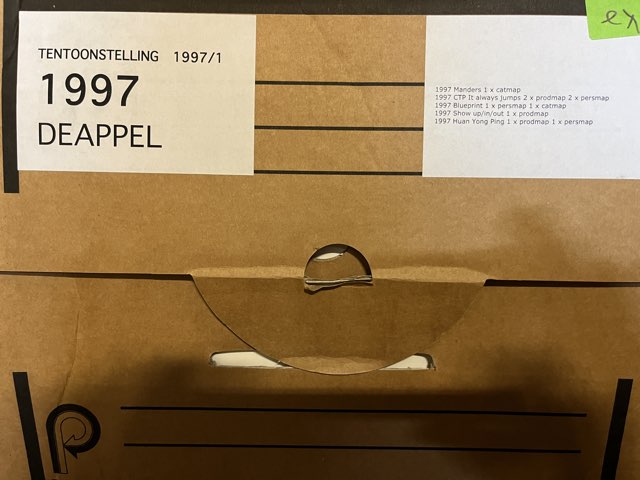 TENTOONSTELLING 1997/1
1997
DEAPPEL
1997 Manders 1 x catmap
1997 CTP It always jumps 2 x prodmap 2 x persmap
1997 Blueprint 1 x persmap 1 x catmap
1997 Show up/in/out 1 x prodmap
1997 Huan Yong Ping 1 x prodmap 1 x persmap
ex